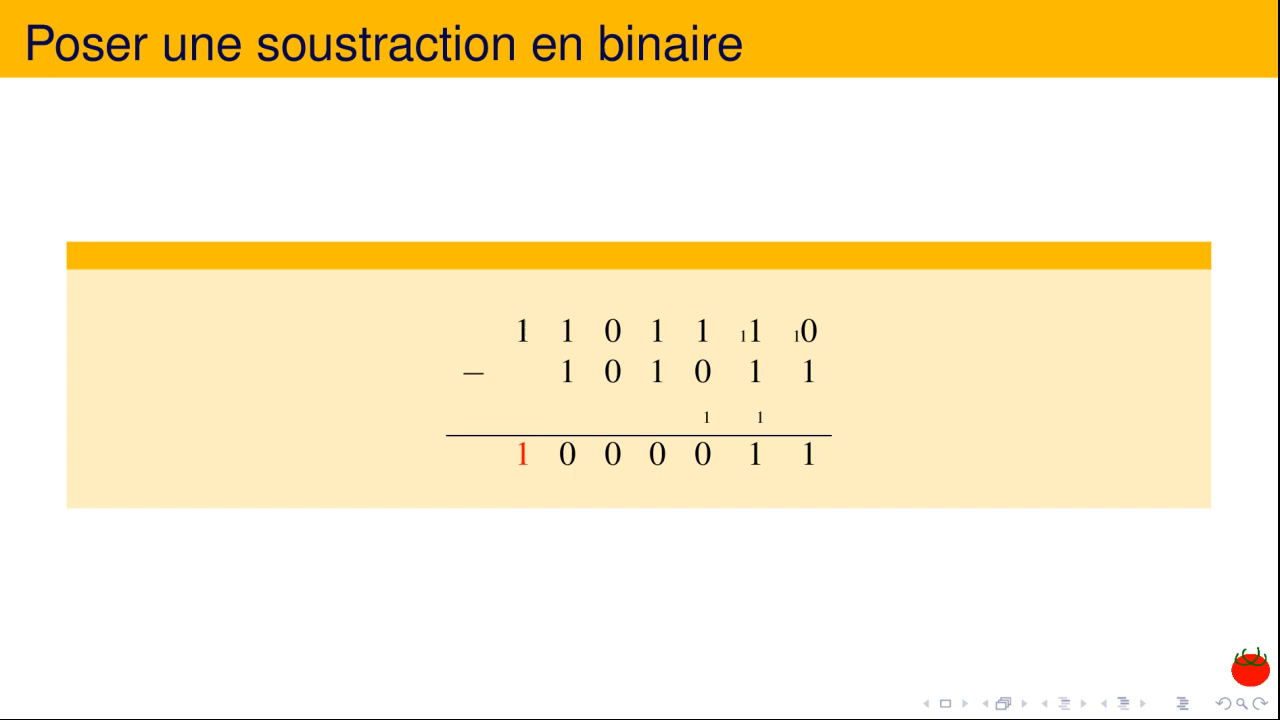 Poser une soustraction en binaire
1 1 0 1 1 11 10
− 1 0 1 0 1 1
1 1
1 0 0 0 0 1 1